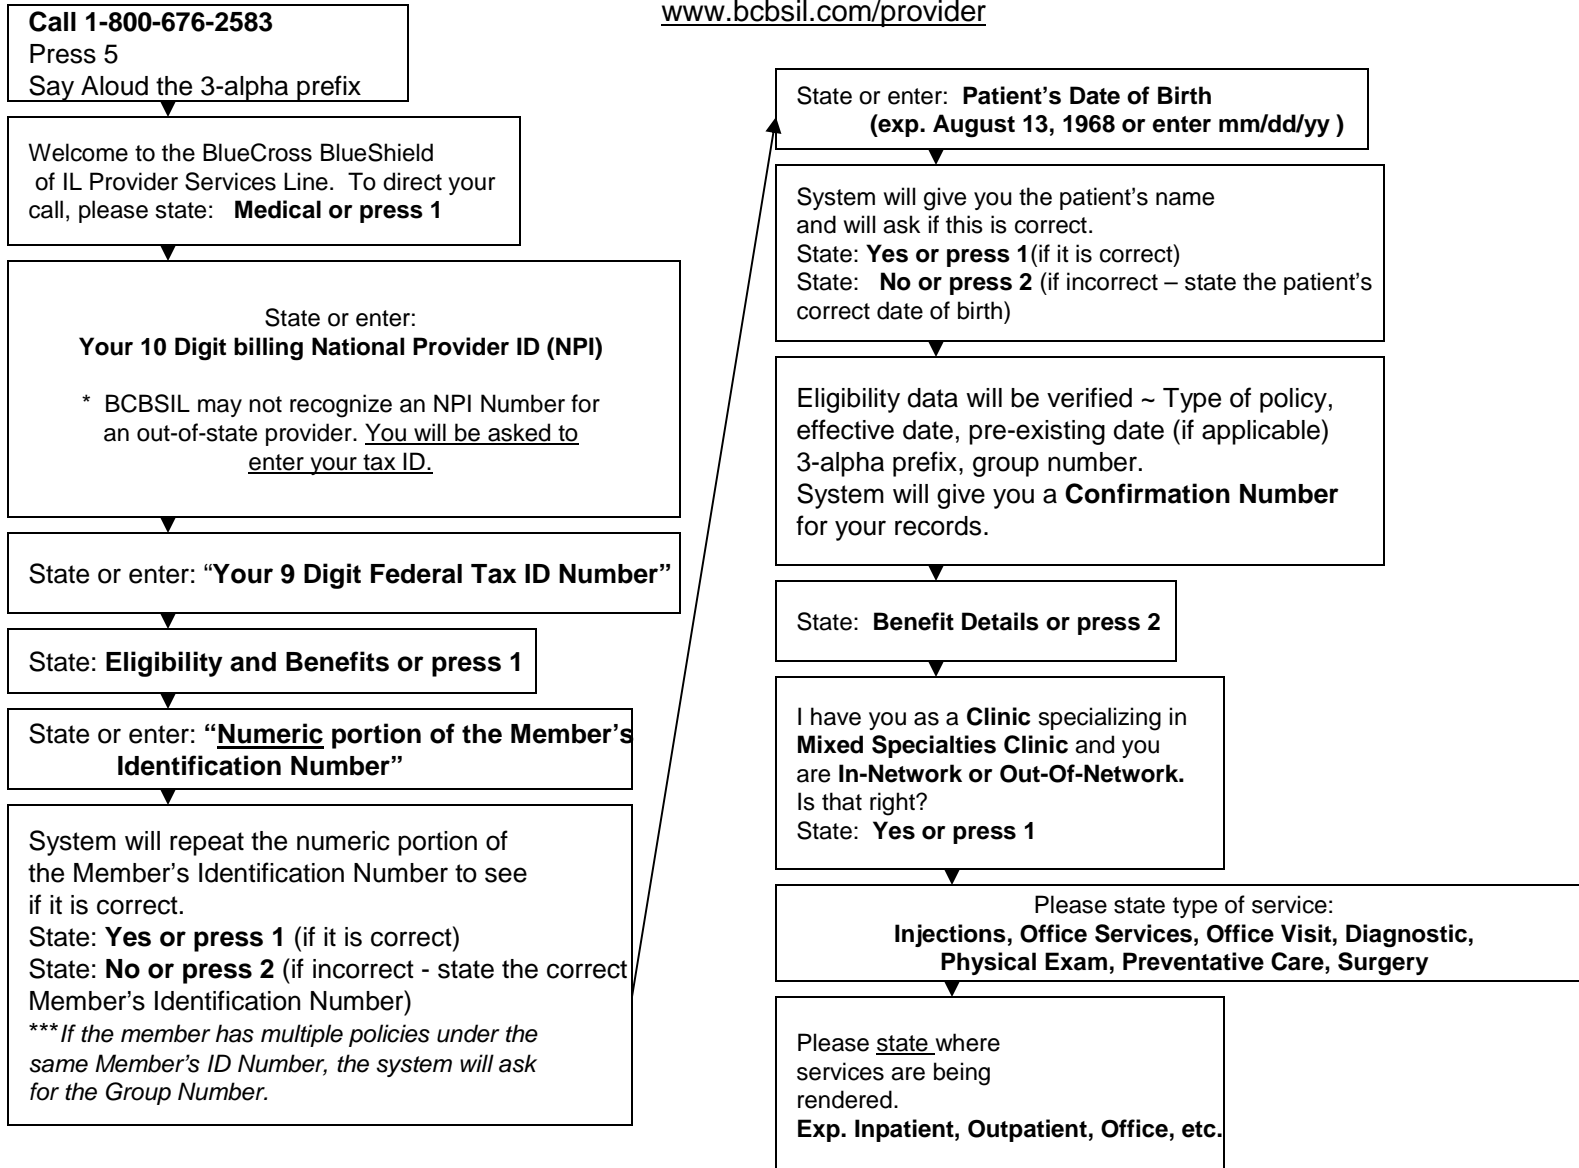 www.bcbsil.com/provider
Call 1-800-676-2583
Press 5
Say Aloud the 3-alpha prefix
Welcome to the BlueCross BlueShield
of IL Provider Services Line. To direct your
call, please state: Medical or press 1
State or enter:
Your 10 Digit billing National Provider ID (NPI)
* BCBSIL may not recognize an NPI Number for
an out-of-state provider. You will be asked to
enter your tax ID.
State or enter: “Your 9 Digit Federal Tax ID Number”
State: Eligibility and Benefits or press 1
State or enter: “Numeric portion of the Member’s
Identification Number”
System will repeat the numeric portion of
the Member’s Identification Number to see
if it is correct.
State: Yes or press 1 (if it is correct)
State: No or press 2 (if incorrect - state the correct
Member’s Identification Number)
***If the member has multiple policies under the
same Member’s ID Number, the system will ask
for the Group Number.
State or enter: Patient’s Date of Birth
(exp. August 13, 1968 or enter mm/dd/yy )
System will give you the patient’s name
and will ask if this is correct.
State: Yes or press 1(if it is correct)
State: No or press 2 (if incorrect – state the patient’s
correct date of birth)
Eligibility data will be verified ~ Type of policy,
effective date, pre-existing date (if applicable)
3-alpha prefix, group number.
System will give you a Confirmation Number
for your records.
State: Benefit Details or press 2
I have you as a Clinic specializing in
Mixed Specialties Clinic and you
are In-Network or Out-Of-Network.
Is that right?
State: Yes or press 1
Please state type of service:
Injections, Office Services, Office Visit, Diagnostic,
Physical Exam, Preventative Care, Surgery
Please state where
services are being
rendered.
Exp. Inpatient, Outpatient, Office, etc.